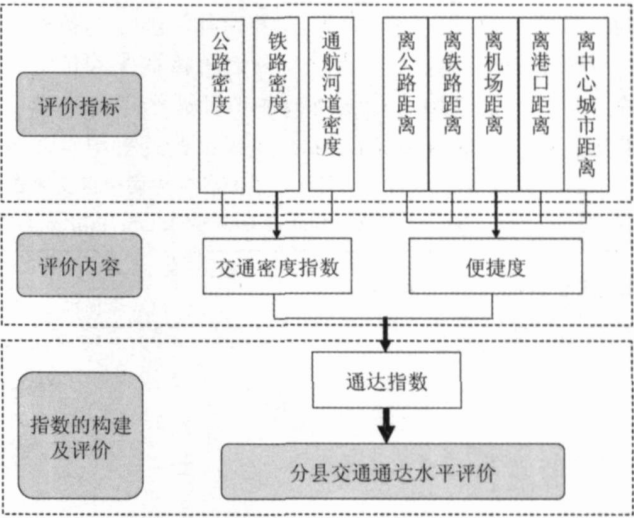 评价指标
公路密度
铁路密度
通航河道密度
离公路距离
离铁路距离
离机场距离
离港口距离
离中心城市距离
评价内容
交通密度指数
便捷度
指数的构建
及评价
通达指数
分县交通通达水平评价